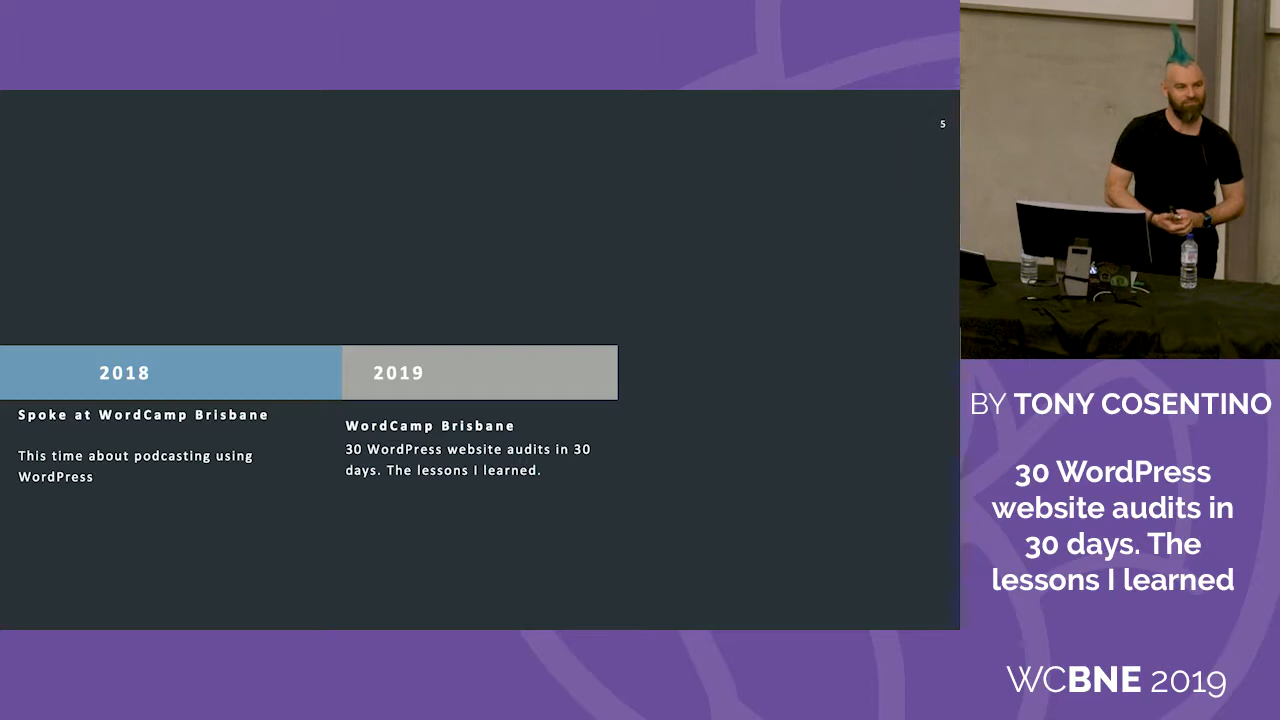 5
2018
2019
Spoke at WordCamp Brisbane
This time about podcasting using
WordPress
WordCamp Brisbane
30 WordPress website audits in 30
days. The lessons I learned.
BY TONY COSENTINO
30 WordPress
website audits in
30 days. The
lessons I learned
WCBNE 2019